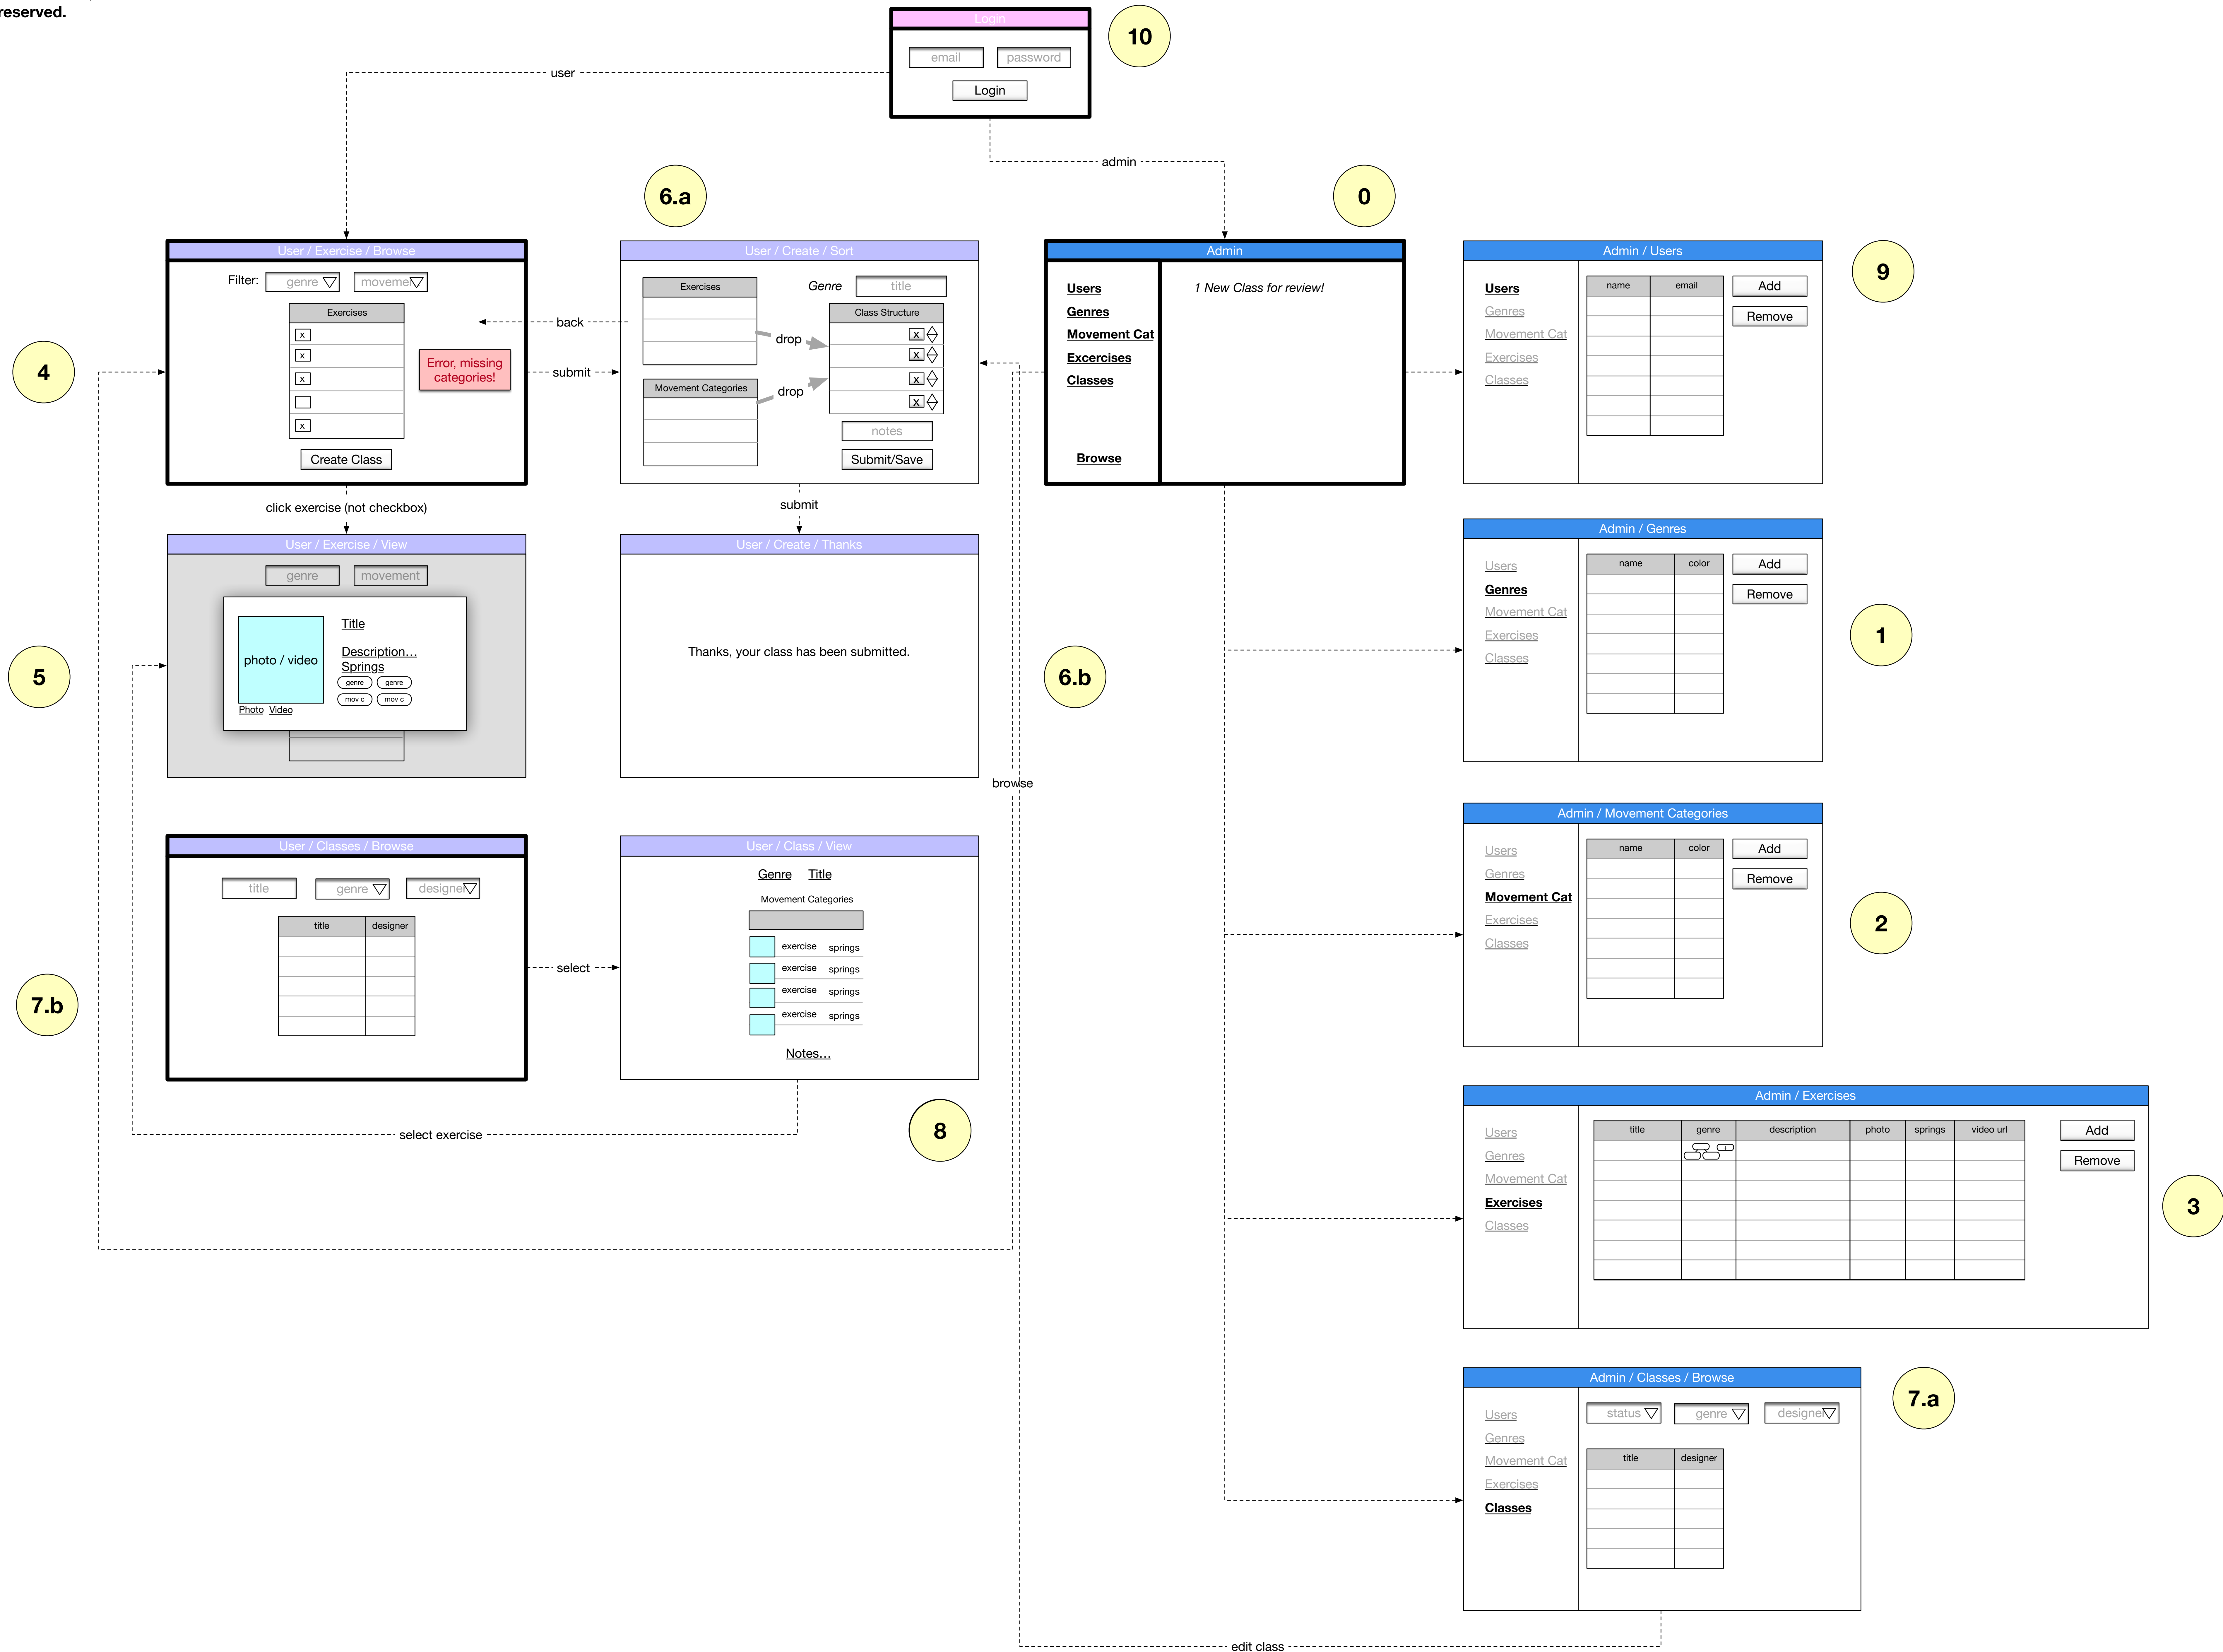 reserved.
Login
10
email password
Login
user
admin
6.a
0
User / Exercise / Browse
Filter: genre movemen
Exercises
x
x
x
x
Error, missing
categories!
Create Class
4
back
submit
User / Create / Sort
Exercises
Genre title
Class Structure
x
x
x
x
drop
Movement Categories
drop
notes
Submit/Save
Admin
Users
Genres
Movement Cat
Excercises
Classes
Browse
1 New Class for review!
Admin / Users
Users
Genres
Movement Cat
Exercises
Classes
name email
Add
Remove
9
click exercise (not checkbox)
submit
User / Exercise / View
genre movement
photo / video
Title
Description...
Springs
genre genre
mov c mov c
Photo Video
5
User / Create / Thanks
Thanks, your class has been submitted.
6.b
browse
Admin / Genres
Users
Genres
Movement Cat
Exercises
Classes
name color
Add
Remove
1
User / Classes / Browse
title genre designer
title designer
7.b
select
User / Class / View
Genre Title
Movement Categories
exercise springs
exercise springs
exercise springs
exercise springs
Notes...
8
select exercise
Admin / Movement Categories
Users
Genres
Movement Cat
Exercises
Classes
name color
Add
Remove
2
Admin / Exercises
Users
Genres
Movement Cat
Exercises
Classes
title genre description photo springs video url
+
Add
Remove
3
Admin / Classes / Browse
Users
Genres
Movement Cat
Exercises
Classes
status genre designer
title designer
7.a
edit class